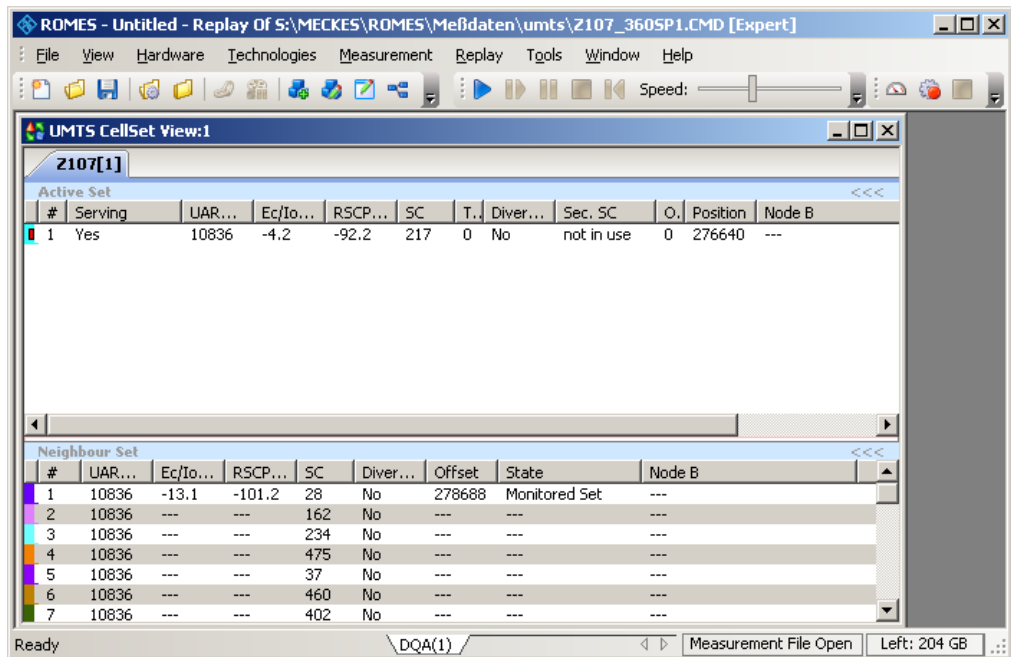 ROMES - Untitled - Replay Of S:\MECKES\ROMES\Meßdaten\umts\Z107_360SP1.CMD [Expert]
File View Hardware Technologies Measurement Replay Tools Window Help
Speed:
UMTS CellSet View:1
Z107[1]
Active Set <<<
# Serving UAR... Ec/Io... RSCP... SC T.. Diver... Sec. SC O. Position Node B
1 Yes 10836 -4.2 -92.2 217 0 No not in use 0 276640 ---
Neighbour Set <<<
# UAR... Ec/Io... RSCP... SC Diver... Offset State Node B
1 10836 -13.1 -101.2 28 No 278688 Monitored Set ---
2 10836 --- --- 162 No --- --- ---
3 10836 --- --- 234 No --- --- ---
4 10836 --- --- 475 No --- --- ---
5 10836 --- --- 37 No --- --- ---
6 10836 --- --- 460 No --- --- ---
7 10836 --- --- 402 No --- --- ---
Ready DQA(1) Measurement File Open Left: 204 GB